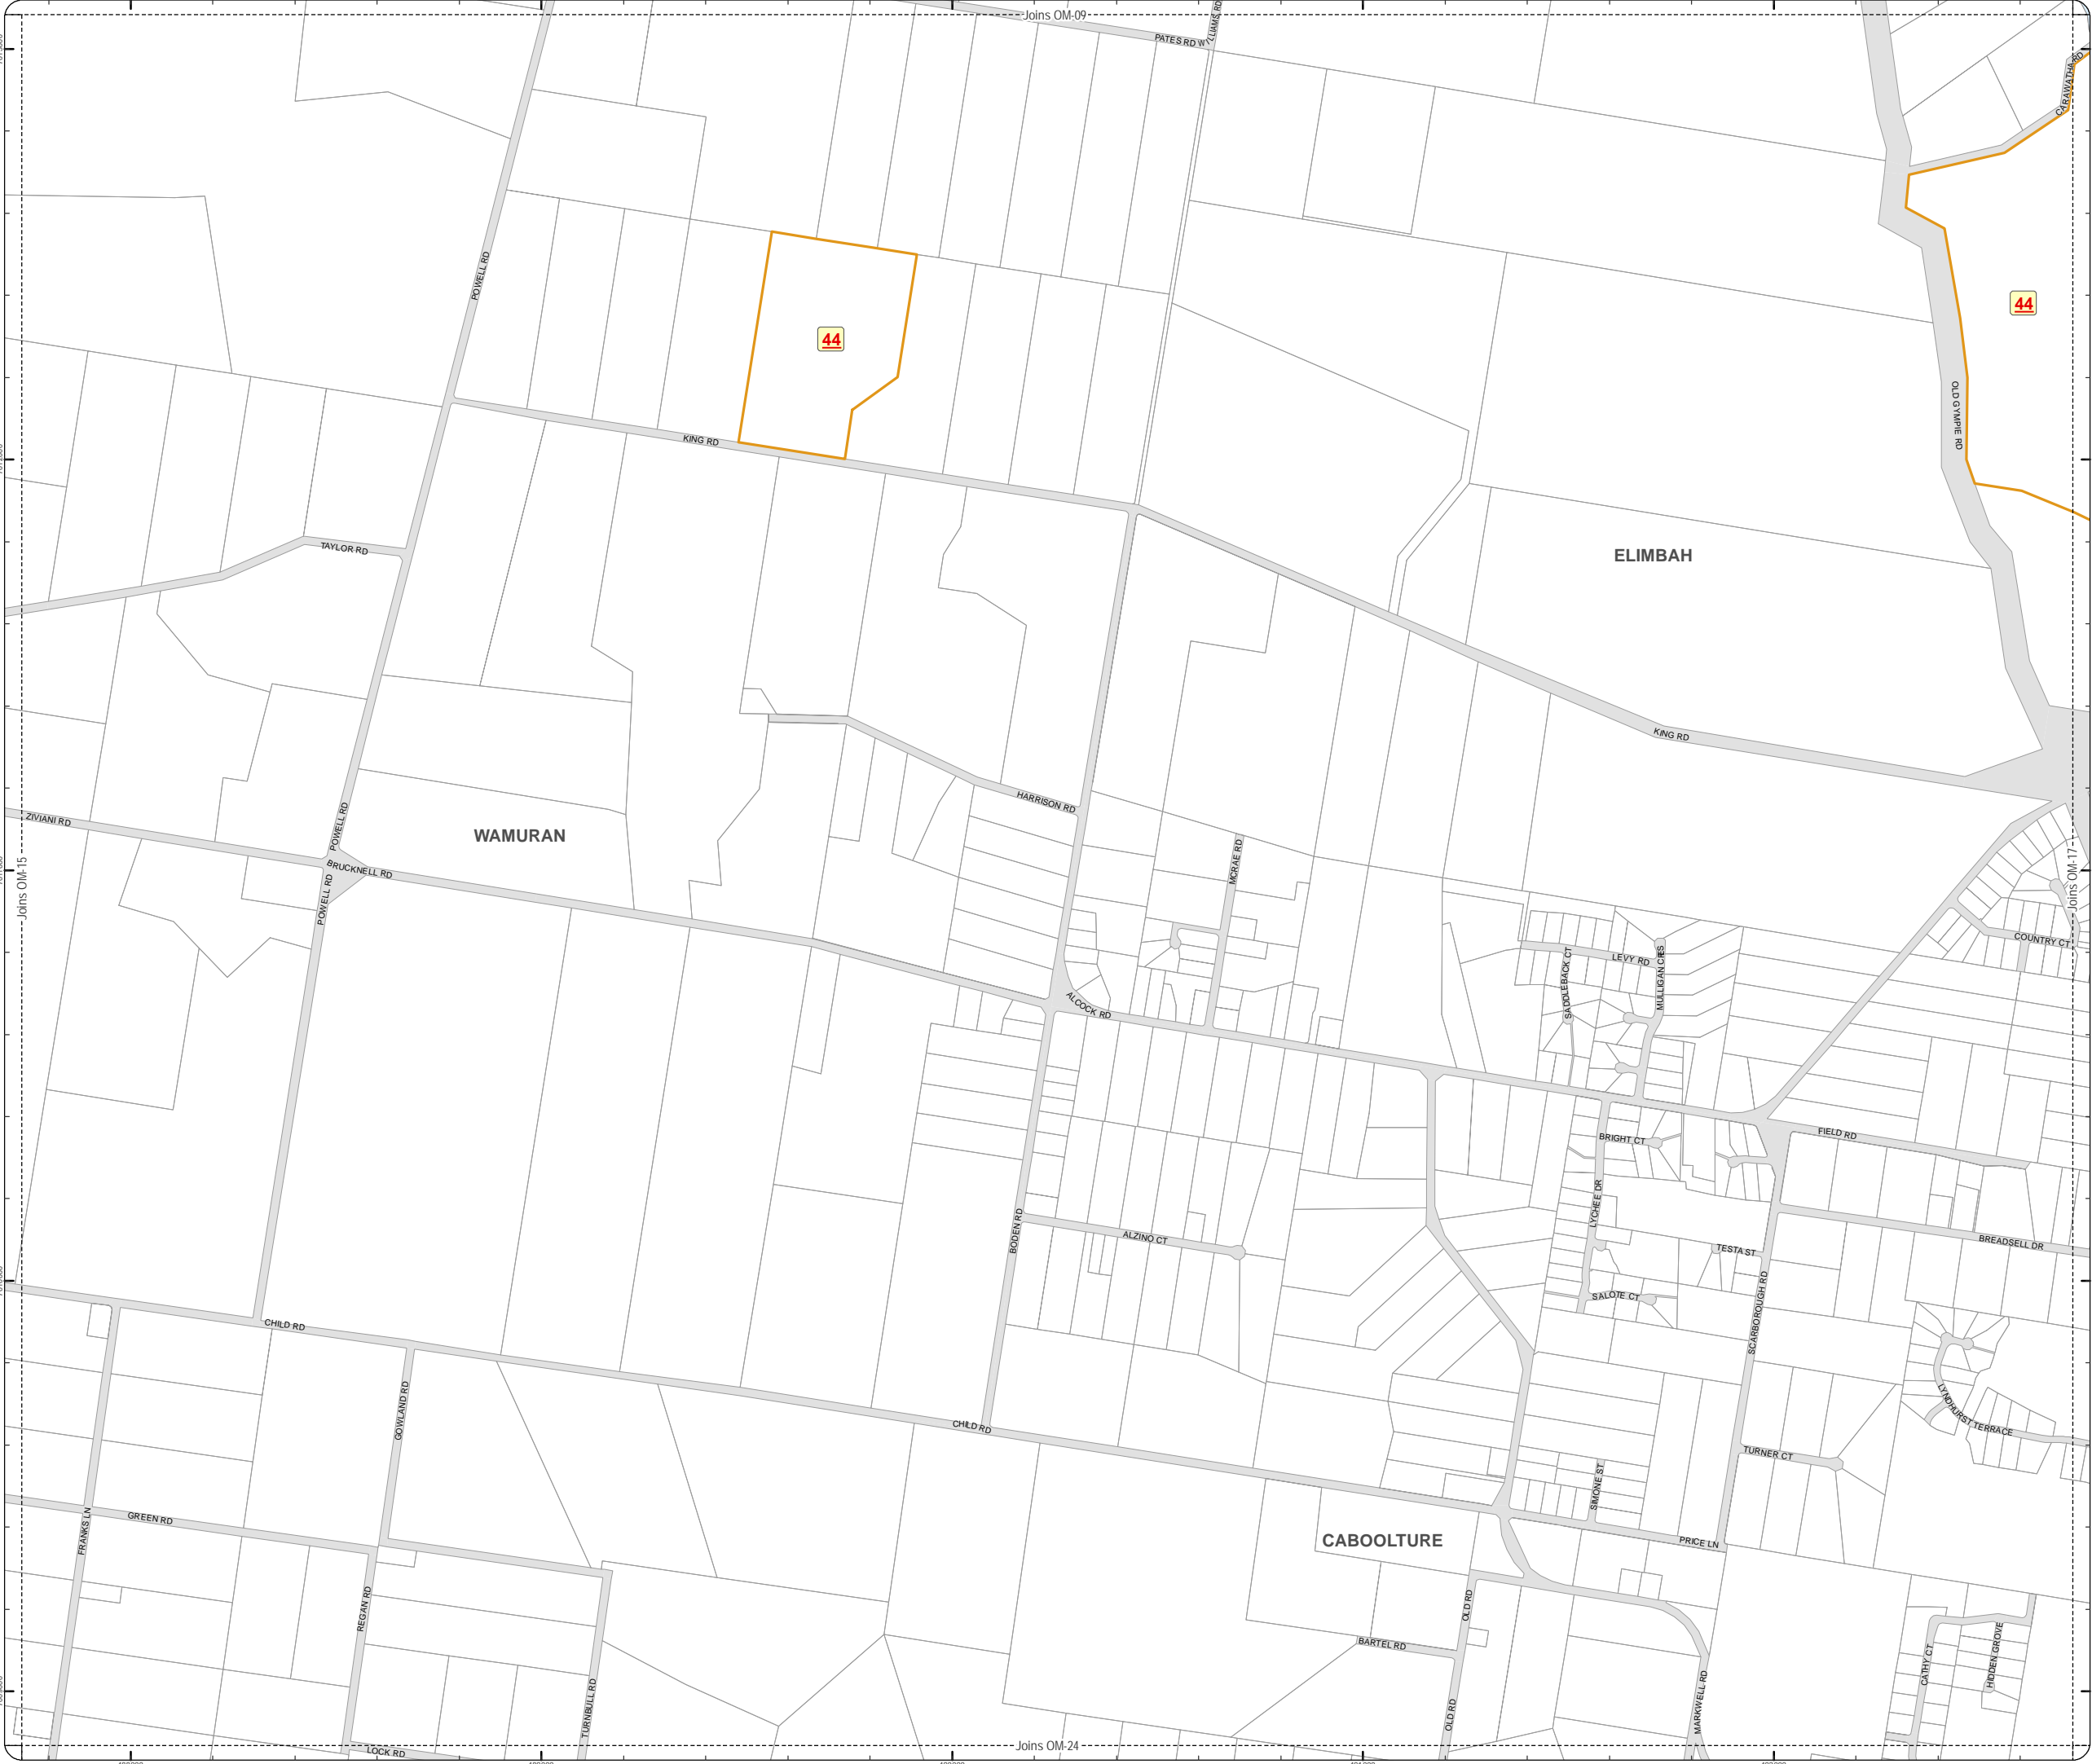 Joins OM-09
PATES RD
WILLIAMS RD
CARAWATHA RD
POWELL RD
44
44
OLD GYMPIE RD
KING RD
TAYLOR RD
ELIMBAH
KING RD
HARRISON RD
ZIVIANI RD
POWELL RD
WAMURAN
MCRAE RD
BRUCKNELL RD
POWELL RD
Joins OM-15
Joins OM-17
COUNTRY CT
LEVY RD
SADDLEBACK CT
MULLIGAN CRES
ALCOCK RD
FIELD RD
BRIGHT CT
LYCHEE DR
BODEN RD
ALZINO CT
TESTA ST
BREADSELL DR
SALOTE CT
SCARBOROUGH RD
CHILD RD
GOWLAND RD
CHILD RD
LYNDHURST TERRACE
TURNER CT
SIMONE ST
FRANKS LN
GREEN RD
CABOOLTURE
PRICE LN
REGAN RD
OLD RD
BARTEL RD
CATHY CT
HIDDEN GROVE
TURNBULL RD
OLD RD
MARKWELL RD
LOCK RD
Joins OM-24